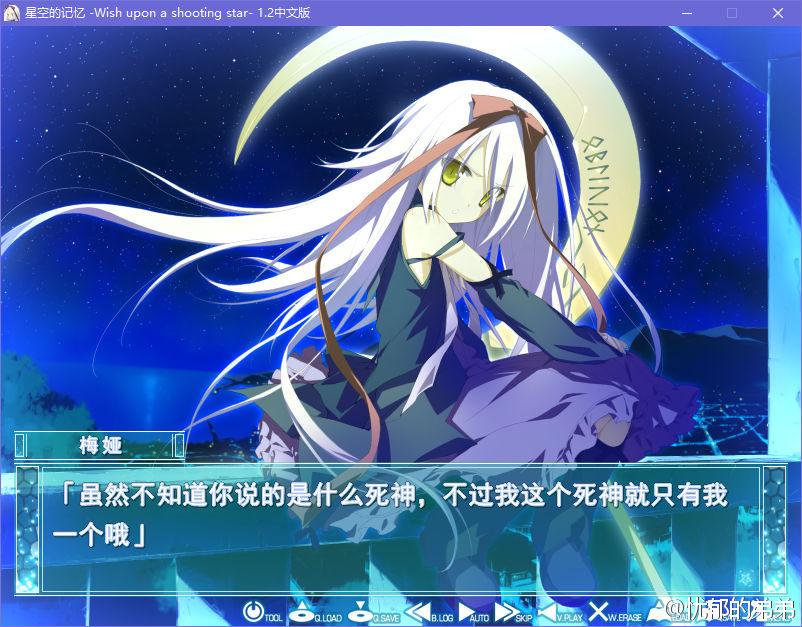 星空的记忆 -Wish upon a shooting star- 1.2中文版
梅娅
「虽然不知道你说的是什么死神，不过我这个死神就只有我
一个哦」
TOOL Q.LOAD Q.SAVE B.LOG AUTO SKIP V.PLAY W.ERASE
@忧郁的弟弟